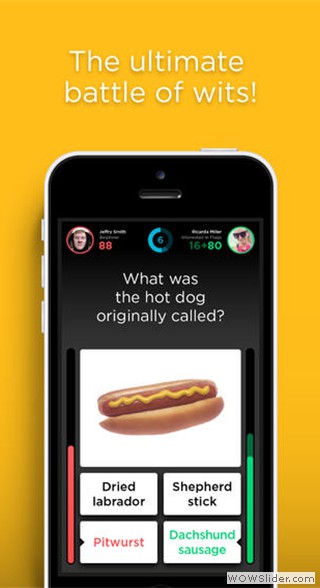 The ultimate
battle of wits!
Jeffry Smith
Beginner
88
6
Ricarda Miller
Interested in Flags
16+80
What was
the hot dog
originally called?
Dried
labrador
Shepherd
stick
Pitwurst
Dachshund
sausage
WOWSlider.com